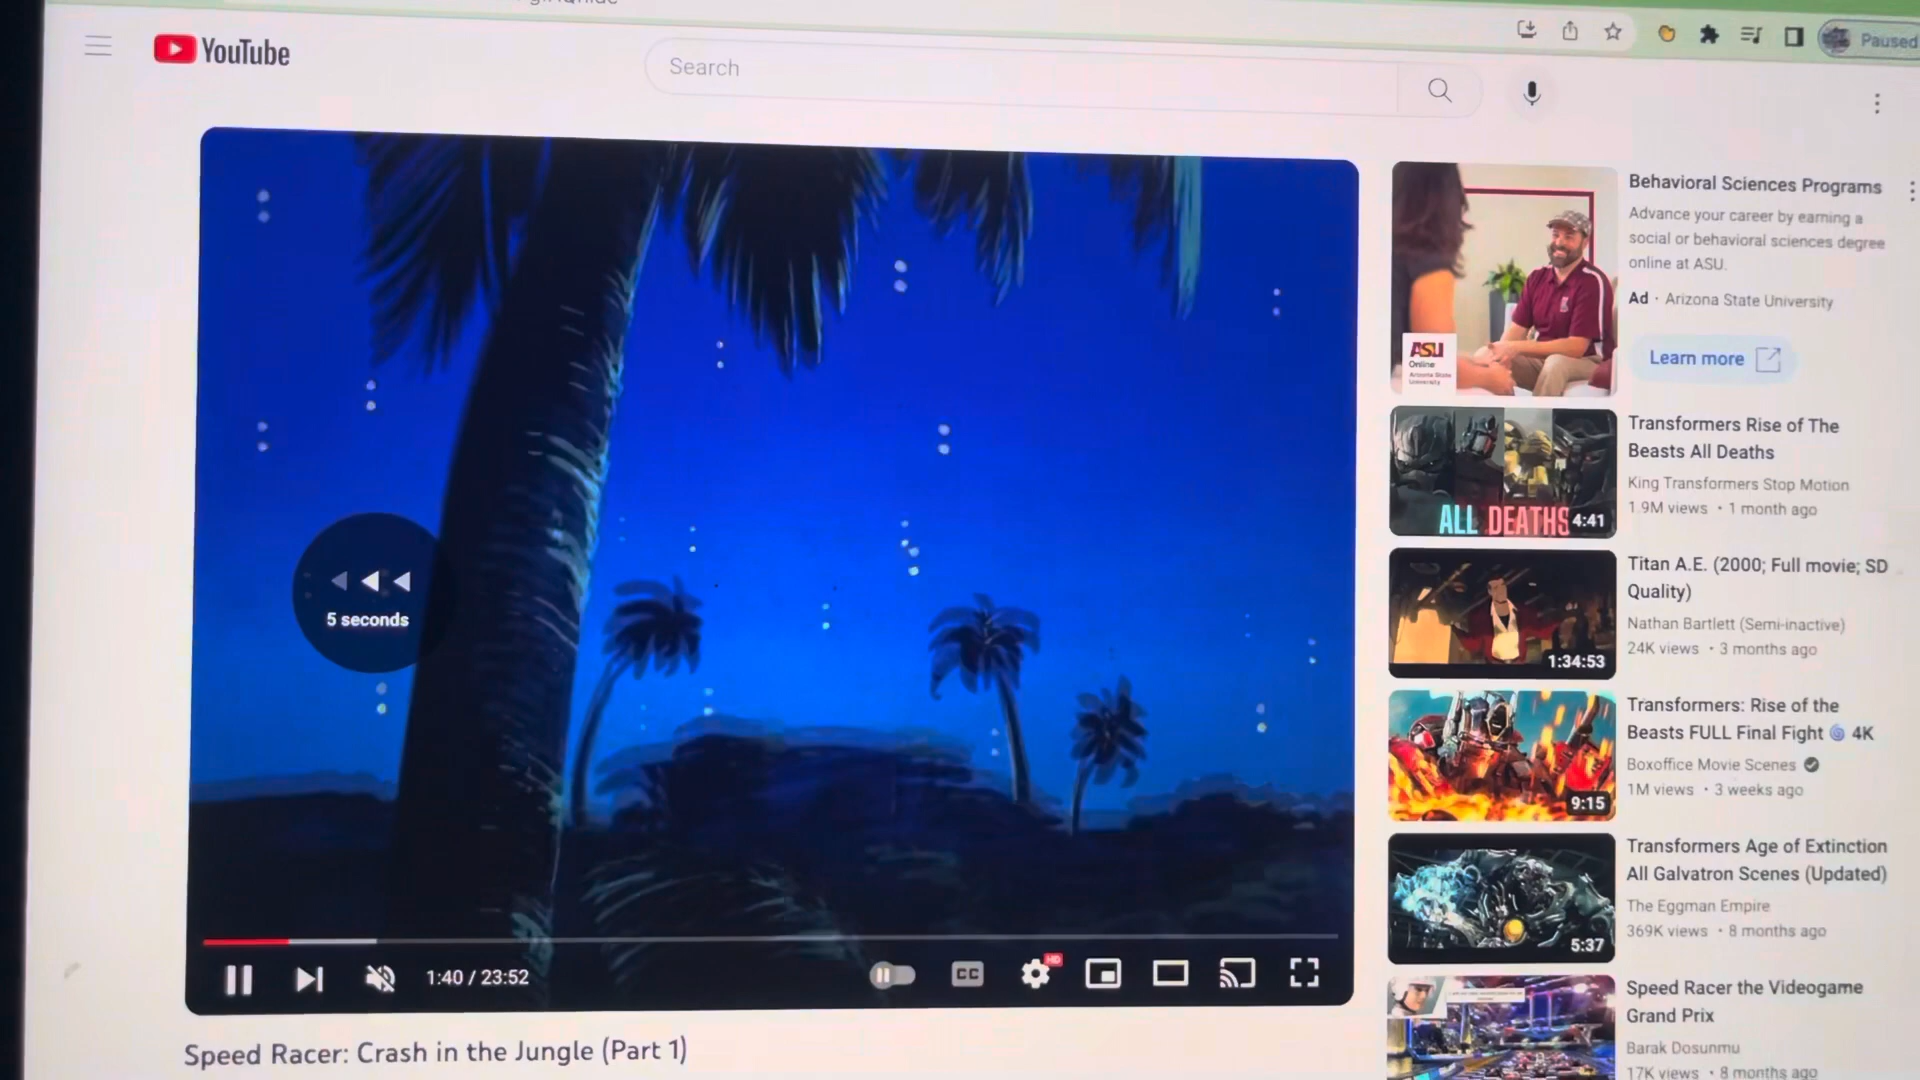 Paused
YouTube
Search
5 seconds
CC
HD
1:40 / 23:52
Speed Racer: Crash in the Jungle (Part 1)
ASU
Online
Arizona State
University
Behavioral Sciences Programs
Advance your career by earning a
social or behavioral sciences degree
online at ASU.
Ad · Arizona State University
Learn more
ALL DEATHS
4:41
Transformers Rise of The
Beasts All Deaths
King Transformers Stop Motion
1.9M views • 1 month ago
1:34:53
Titan A.E. (2000; Full movie; SD
Quality)
Nathan Bartlett (Semi-inactive)
24K views • 3 months ago
9:15
Transformers: Rise of the
Beasts FULL Final Fight 🌀 4K
Boxoffice Movie Scenes
1M views • 3 weeks ago
5:37
Transformers Age of Extinction
All Galvatron Scenes (Updated)
The Eggman Empire
369K views • 8 months ago
Speed Racer the Videogame
Grand Prix
Barak Dosunmu
17K views • 8 months ago